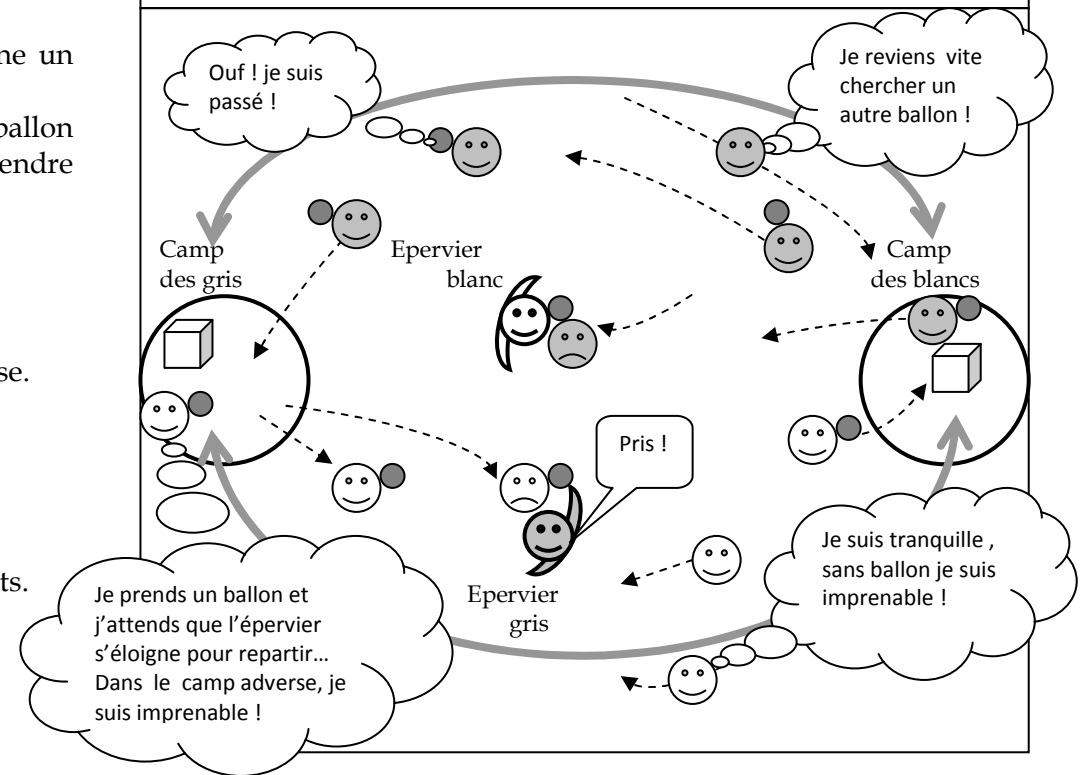 ne un
ballon
endre
se.
ts.
Ouf ! je suis
passé !
Je reviens vite
chercher un
autre ballon !
Camp
des gris
Epervier
blanc
Camp
des blancs
Pris !
Epervier
gris
Je suis tranquille ,
sans ballon je suis
imprenable !
Je prends un ballon et
j’attends que l’épervier
s’éloigne pour repartir…
Dans le camp adverse, je
suis imprenable !